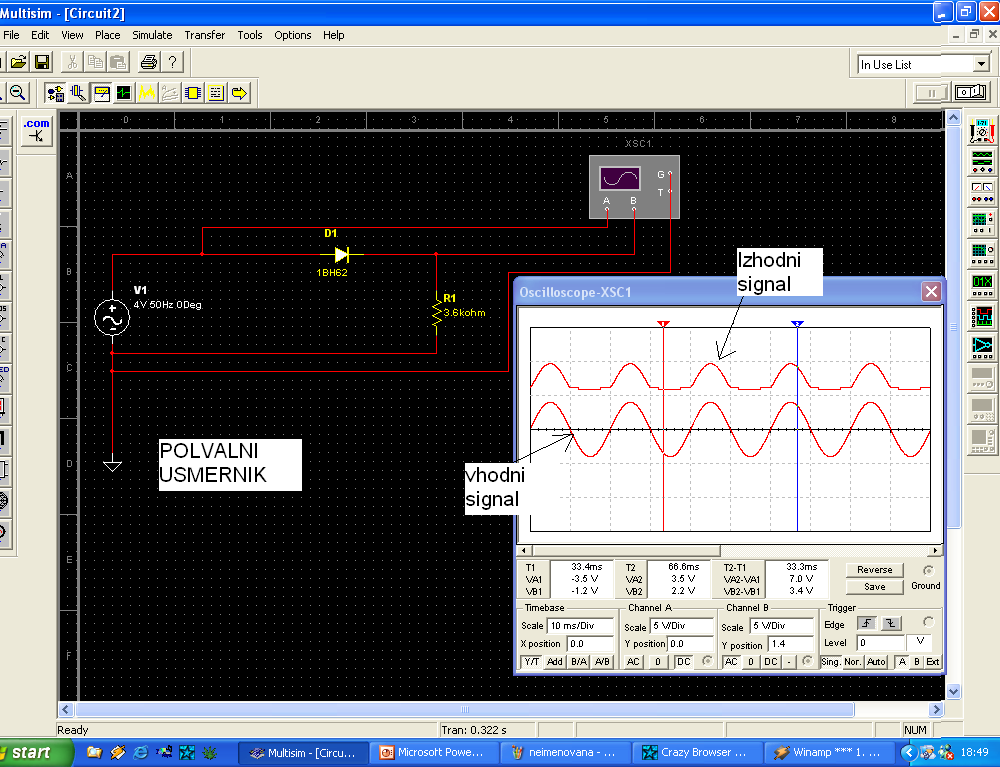 Multisim - [Circuit2]
File Edit View Place Simulate Transfer Tools Options Help
In Use List
.com
0 1 2 3 4 5 6 7 8
A
B
C
D
E
F
XSC1
G
T
A B
D1
1BH62
V1
4V 50Hz 0Deg
R1
3.6kohm
POLVALNI
USMERNIK
Izhodni
signal
vhodni
signal
Oscilloscope-XSC1
1 2
T1 33.4ms T2 66.6ms T2-T1 33.3ms
VA1 -3.5 V VA2 3.5 V VA2-VA1 7.0 V
VB1 -1.2 V VB2 2.2 V VB2-VB1 3.4 V
Reverse
Save
Ground
Timebase Channel A Channel B Trigger
Scale 10 ms/Div Scale 5 V/Div Scale 5 V/Div Edge
X position 0.0 Y position 0.0 Y position 1.4 Level 0 V
Y/T Add B/A A/B AC 0 DC AC 0 DC - Sing. Nor. Auto A B Ext
Ready Tran: 0.322 s NUM
start Multisim - [Circu... Microsoft Powe... neimenovana - ... Crazy Browser ... Winamp *** 1. ... 18:49